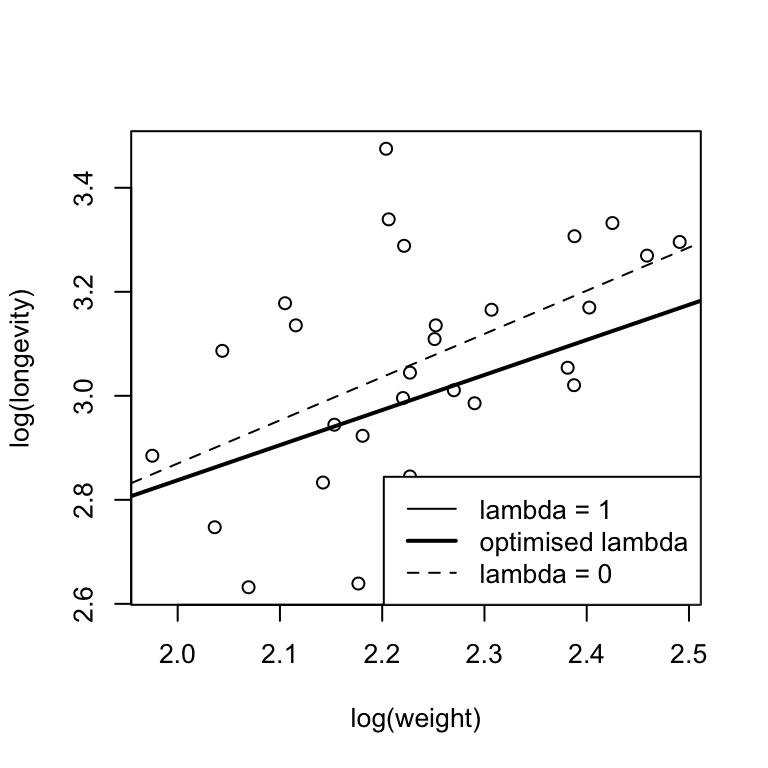 3.4
3.2
3.0
2.8
2.6
log(longevity)
lambda = 1
optimised lambda
lambda = 0
2.0 2.1 2.2 2.3 2.4 2.5
log(weight)